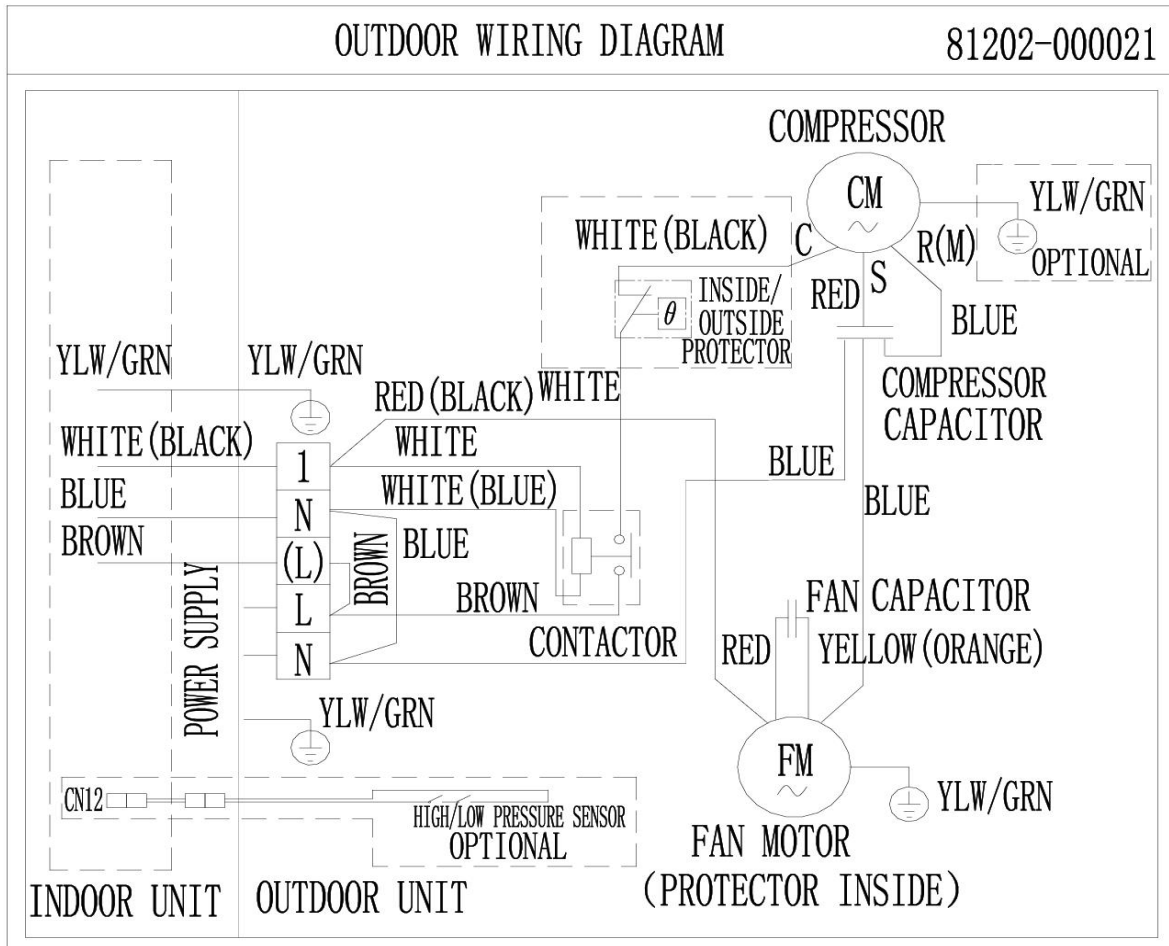 OUTDOOR WIRING DIAGRAM
81202-000021
COMPRESSOR
CM
YLW/GRN
OPTIONAL
WHITE(BLACK)
C
R(M)
S
RED
BLUE
INSIDE/
OUTSIDE
PROTECTOR
θ
COMPRESSOR
CAPACITOR
YLW/GRN
YLW/GRN
RED(BLACK)
WHITE
WHITE(BLACK)
1
WHITE
BLUE
N
WHITE(BLUE)
BROWN
(L)
BROWN
BLUE
L
BROWN
N
POWER SUPPLY
CONTACTOR
BLUE
BLUE
FAN CAPACITOR
RED
YELLOW(ORANGE)
YLW/GRN
FM
YLW/GRN
FAN MOTOR
(PROTECTOR INSIDE)
CN12
HIGH/LOW PRESSURE SENSOR
OPTIONAL
INDOOR UNIT
OUTDOOR UNIT